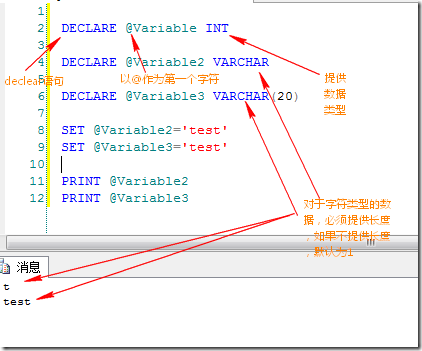 1
2 DECLARE @Variable INT
3
4 DECLARE @Variable2 VARCHAR
declear语句
以@作为第一个字符
提供
数据
类型
5
6 DECLARE @Variable3 VARCHAR(20)
7
8 SET @Variable2='test'
9 SET @Variable3='test'
10
11 PRINT @Variable2
12 PRINT @Variable3
对于字符类型的数
据,必须提供长度
,如果不提供长度
,默认为1
消息
t
test